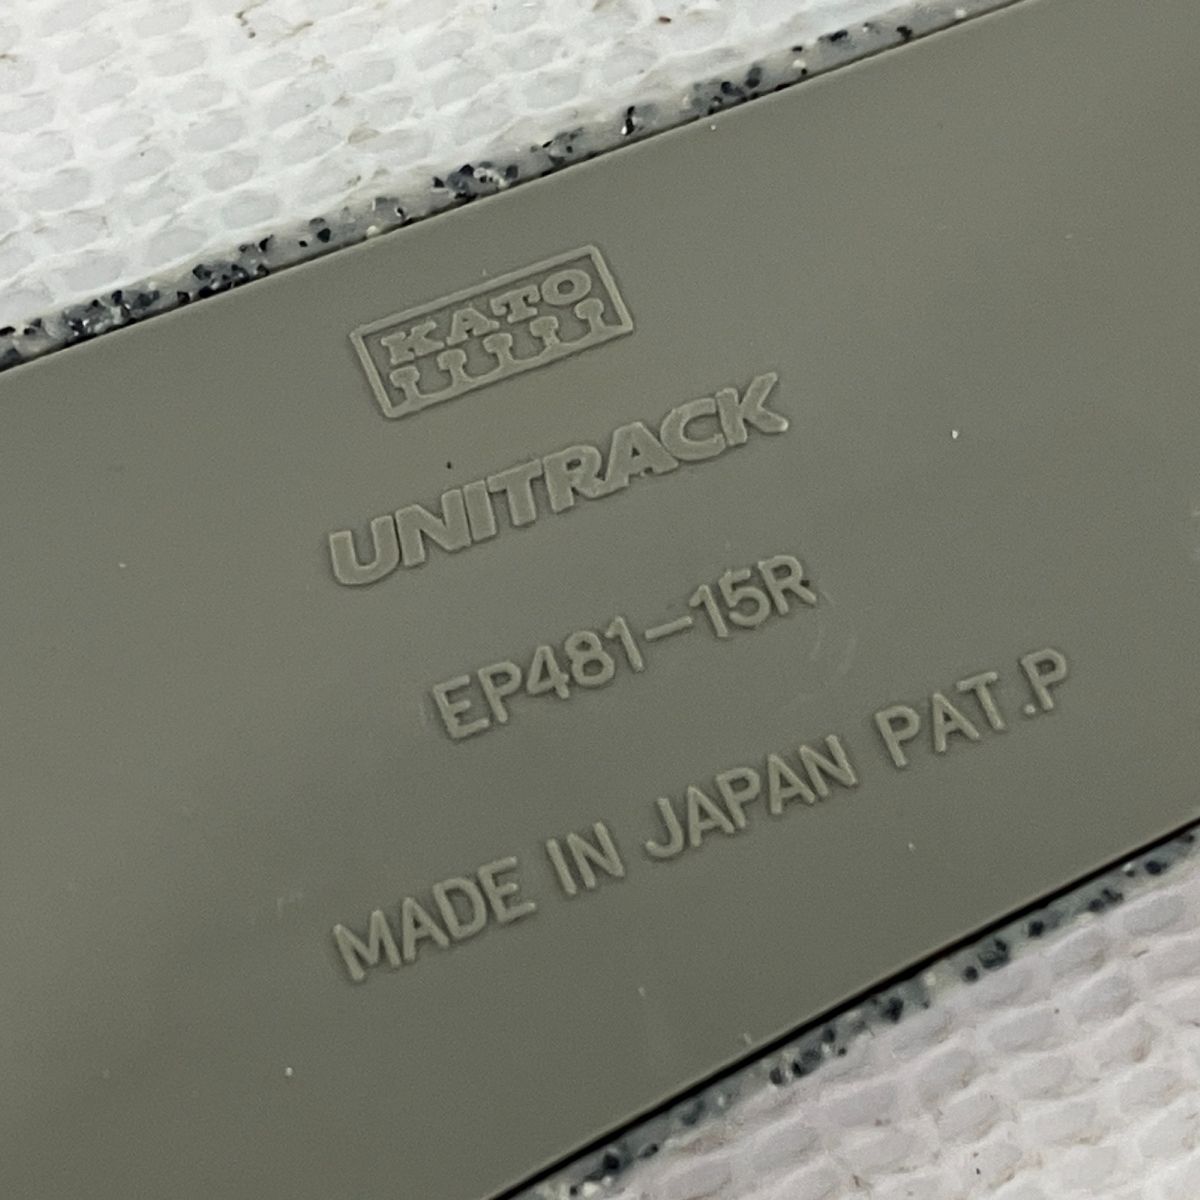 KATO
UNITRACK
EP481-15R
MADE IN JAPAN PAT.P